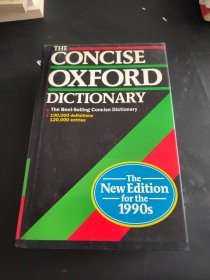 THE
CONCISE
OXFORD
DICTIONARY
The Best-Selling Concise Dictionary
190,000 definitions
120,000 entries
The
New Edition
for the
1990s